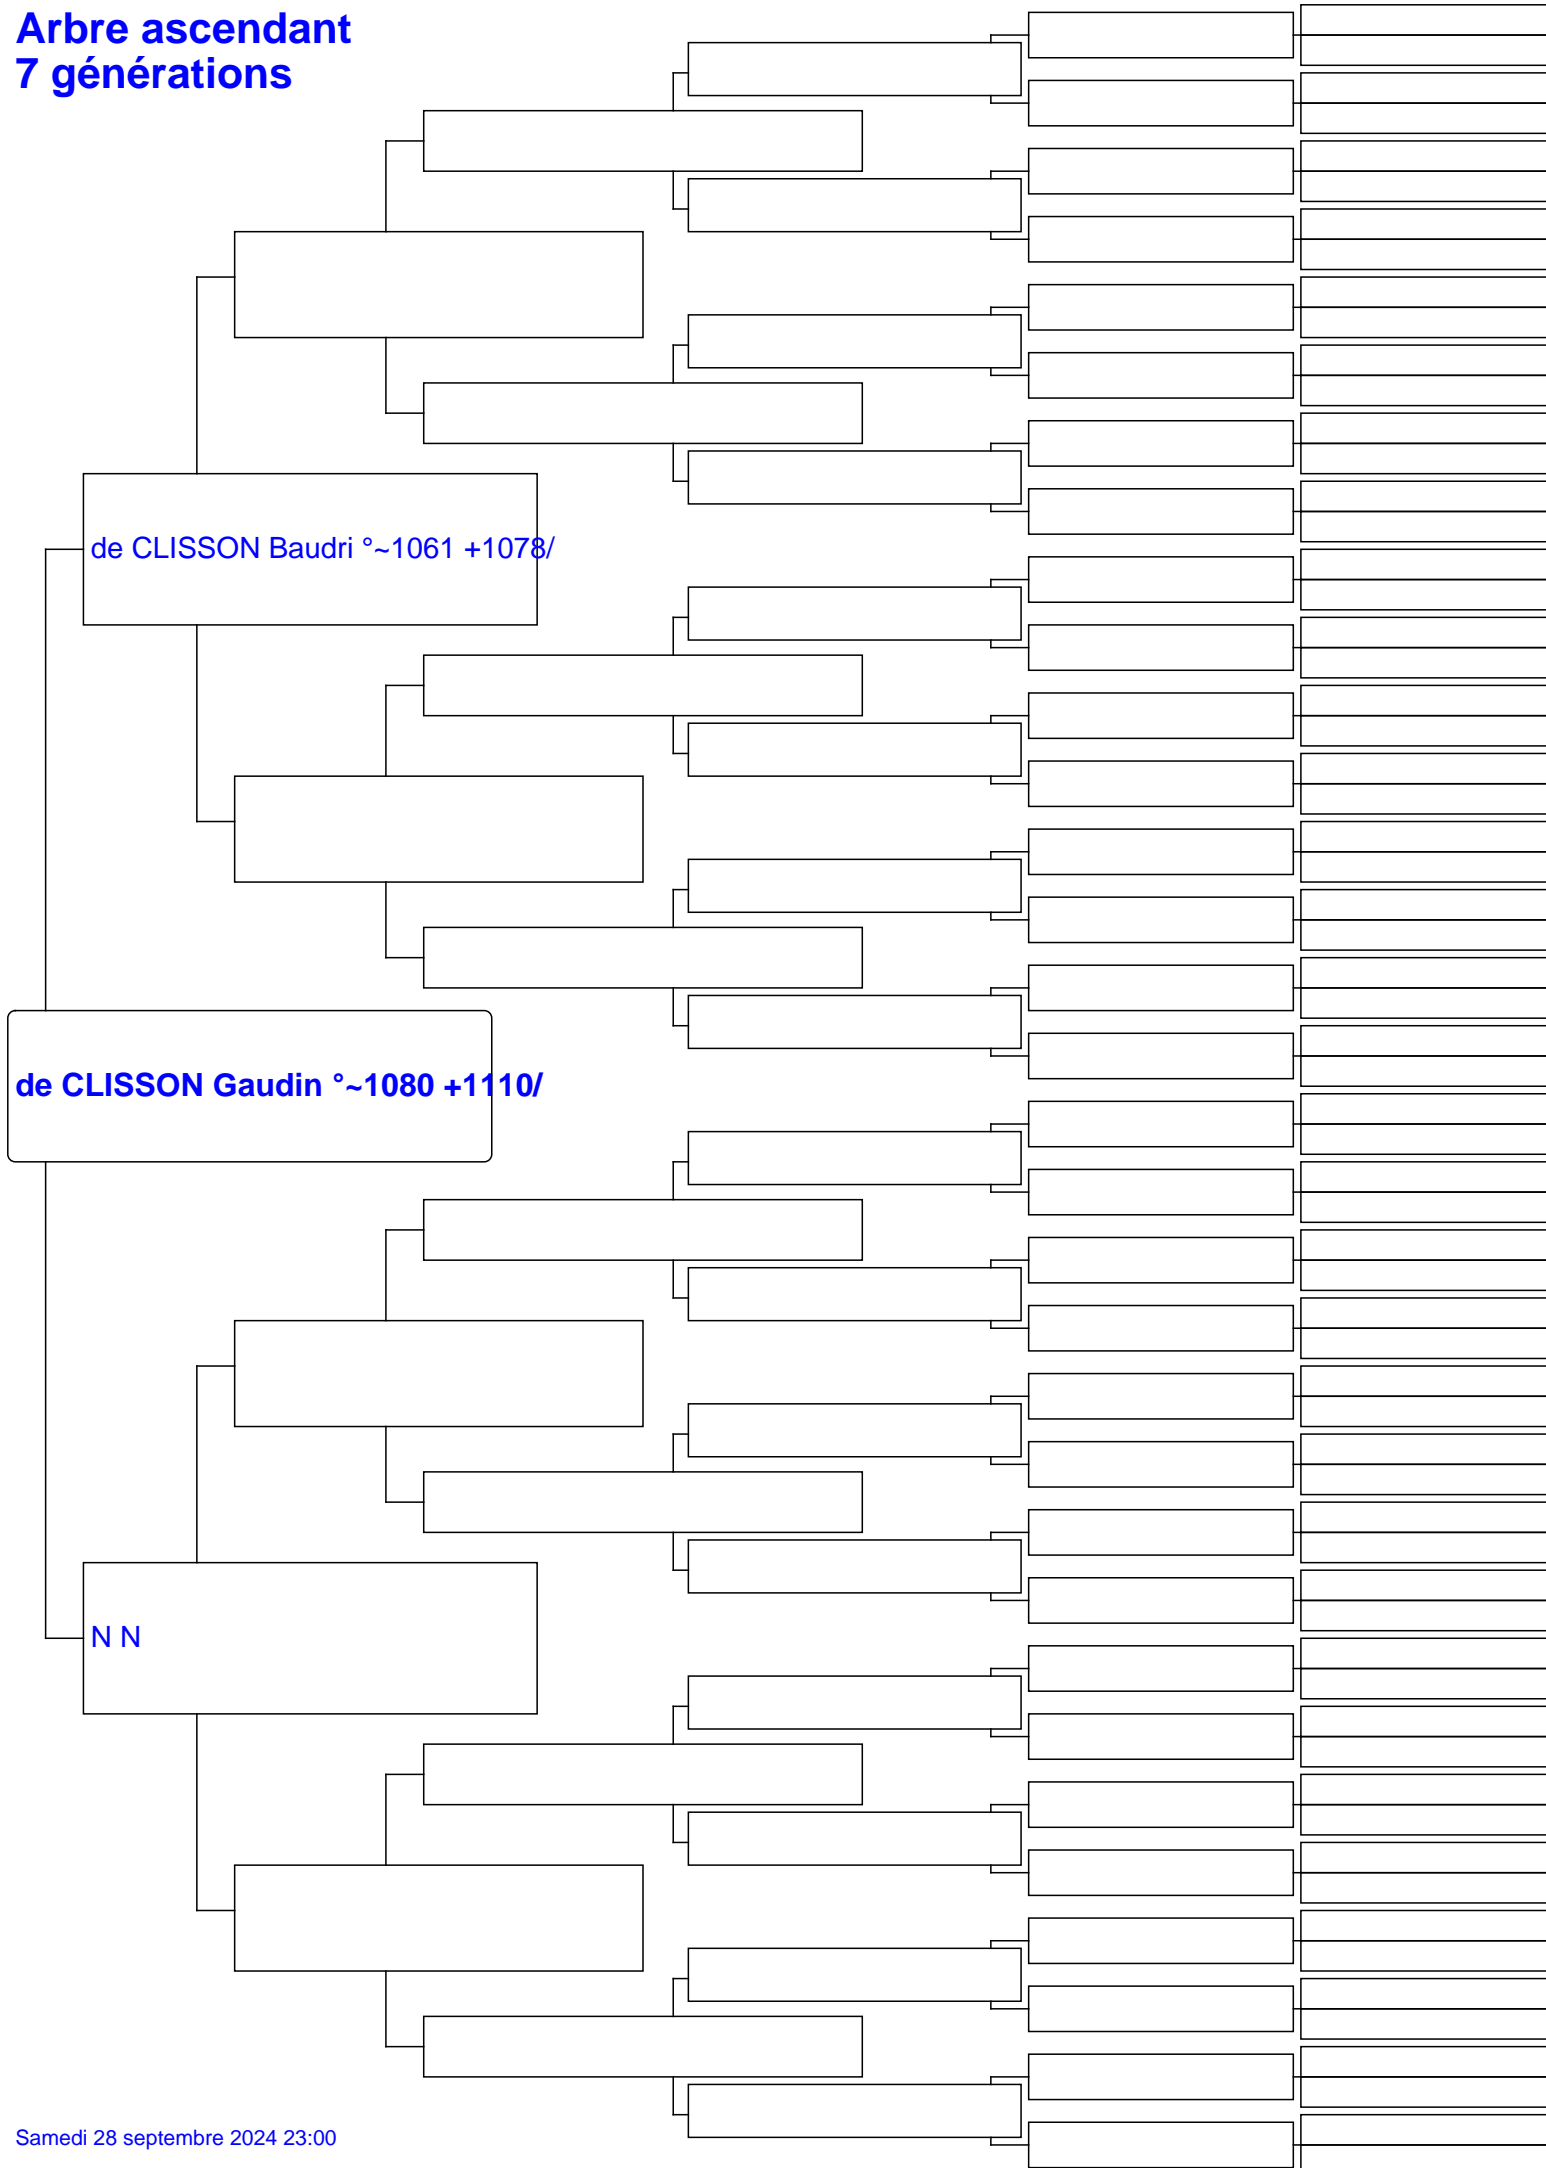 Arbre ascendant
7 générations
de CLISSON Baudri °~1061 +1078/
de CLISSON Gaudin °~1080 +1110/
N N
Samedi 28 septembre 2024 23:00